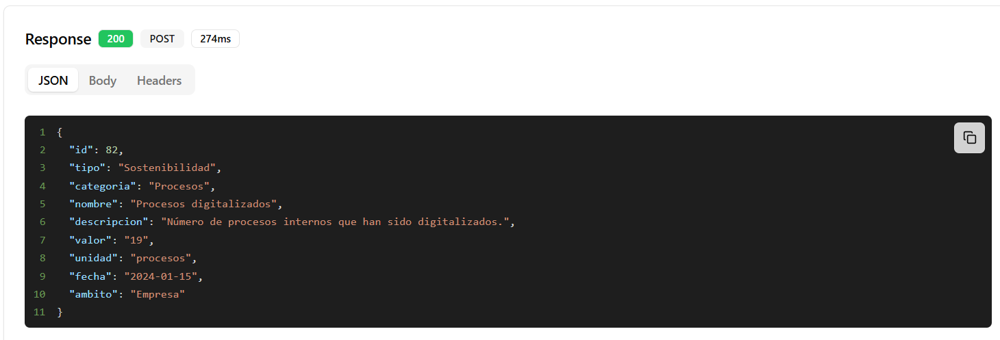 Response 200 POST 274ms
JSON Body Headers
1 {
2 "id": 82,
3 "tipo": "Sostenibilidad",
4 "categoria": "Procesos",
5 "nombre": "Procesos digitalizados",
6 "descripcion": "Número de procesos internos que han sido digitalizados.",
7 "valor": "19",
8 "unidad": "procesos",
9 "fecha": "2024-01-15",
10 "ambito": "Empresa"
11 }